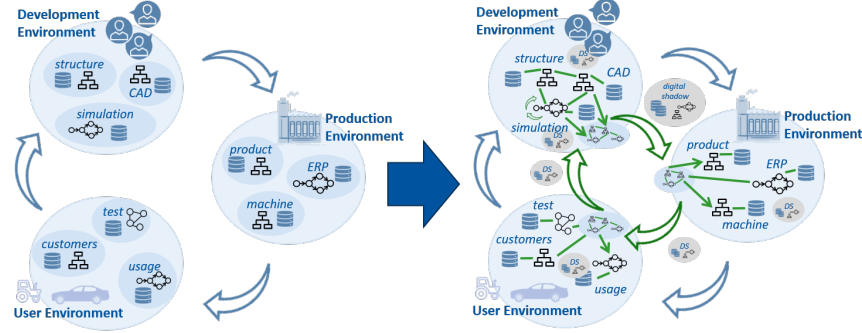 Development
Environment
structure
CAD
simulation
Production
Environment
product
ERP
machine
test
customers
usage
User Environment
Development
Environment
structure
DS
CAD
simulation
DS
digital
shadow
Production
Environment
product
ERP
DS
machine
DS
test
customers
DS
usage
User Environment
DS